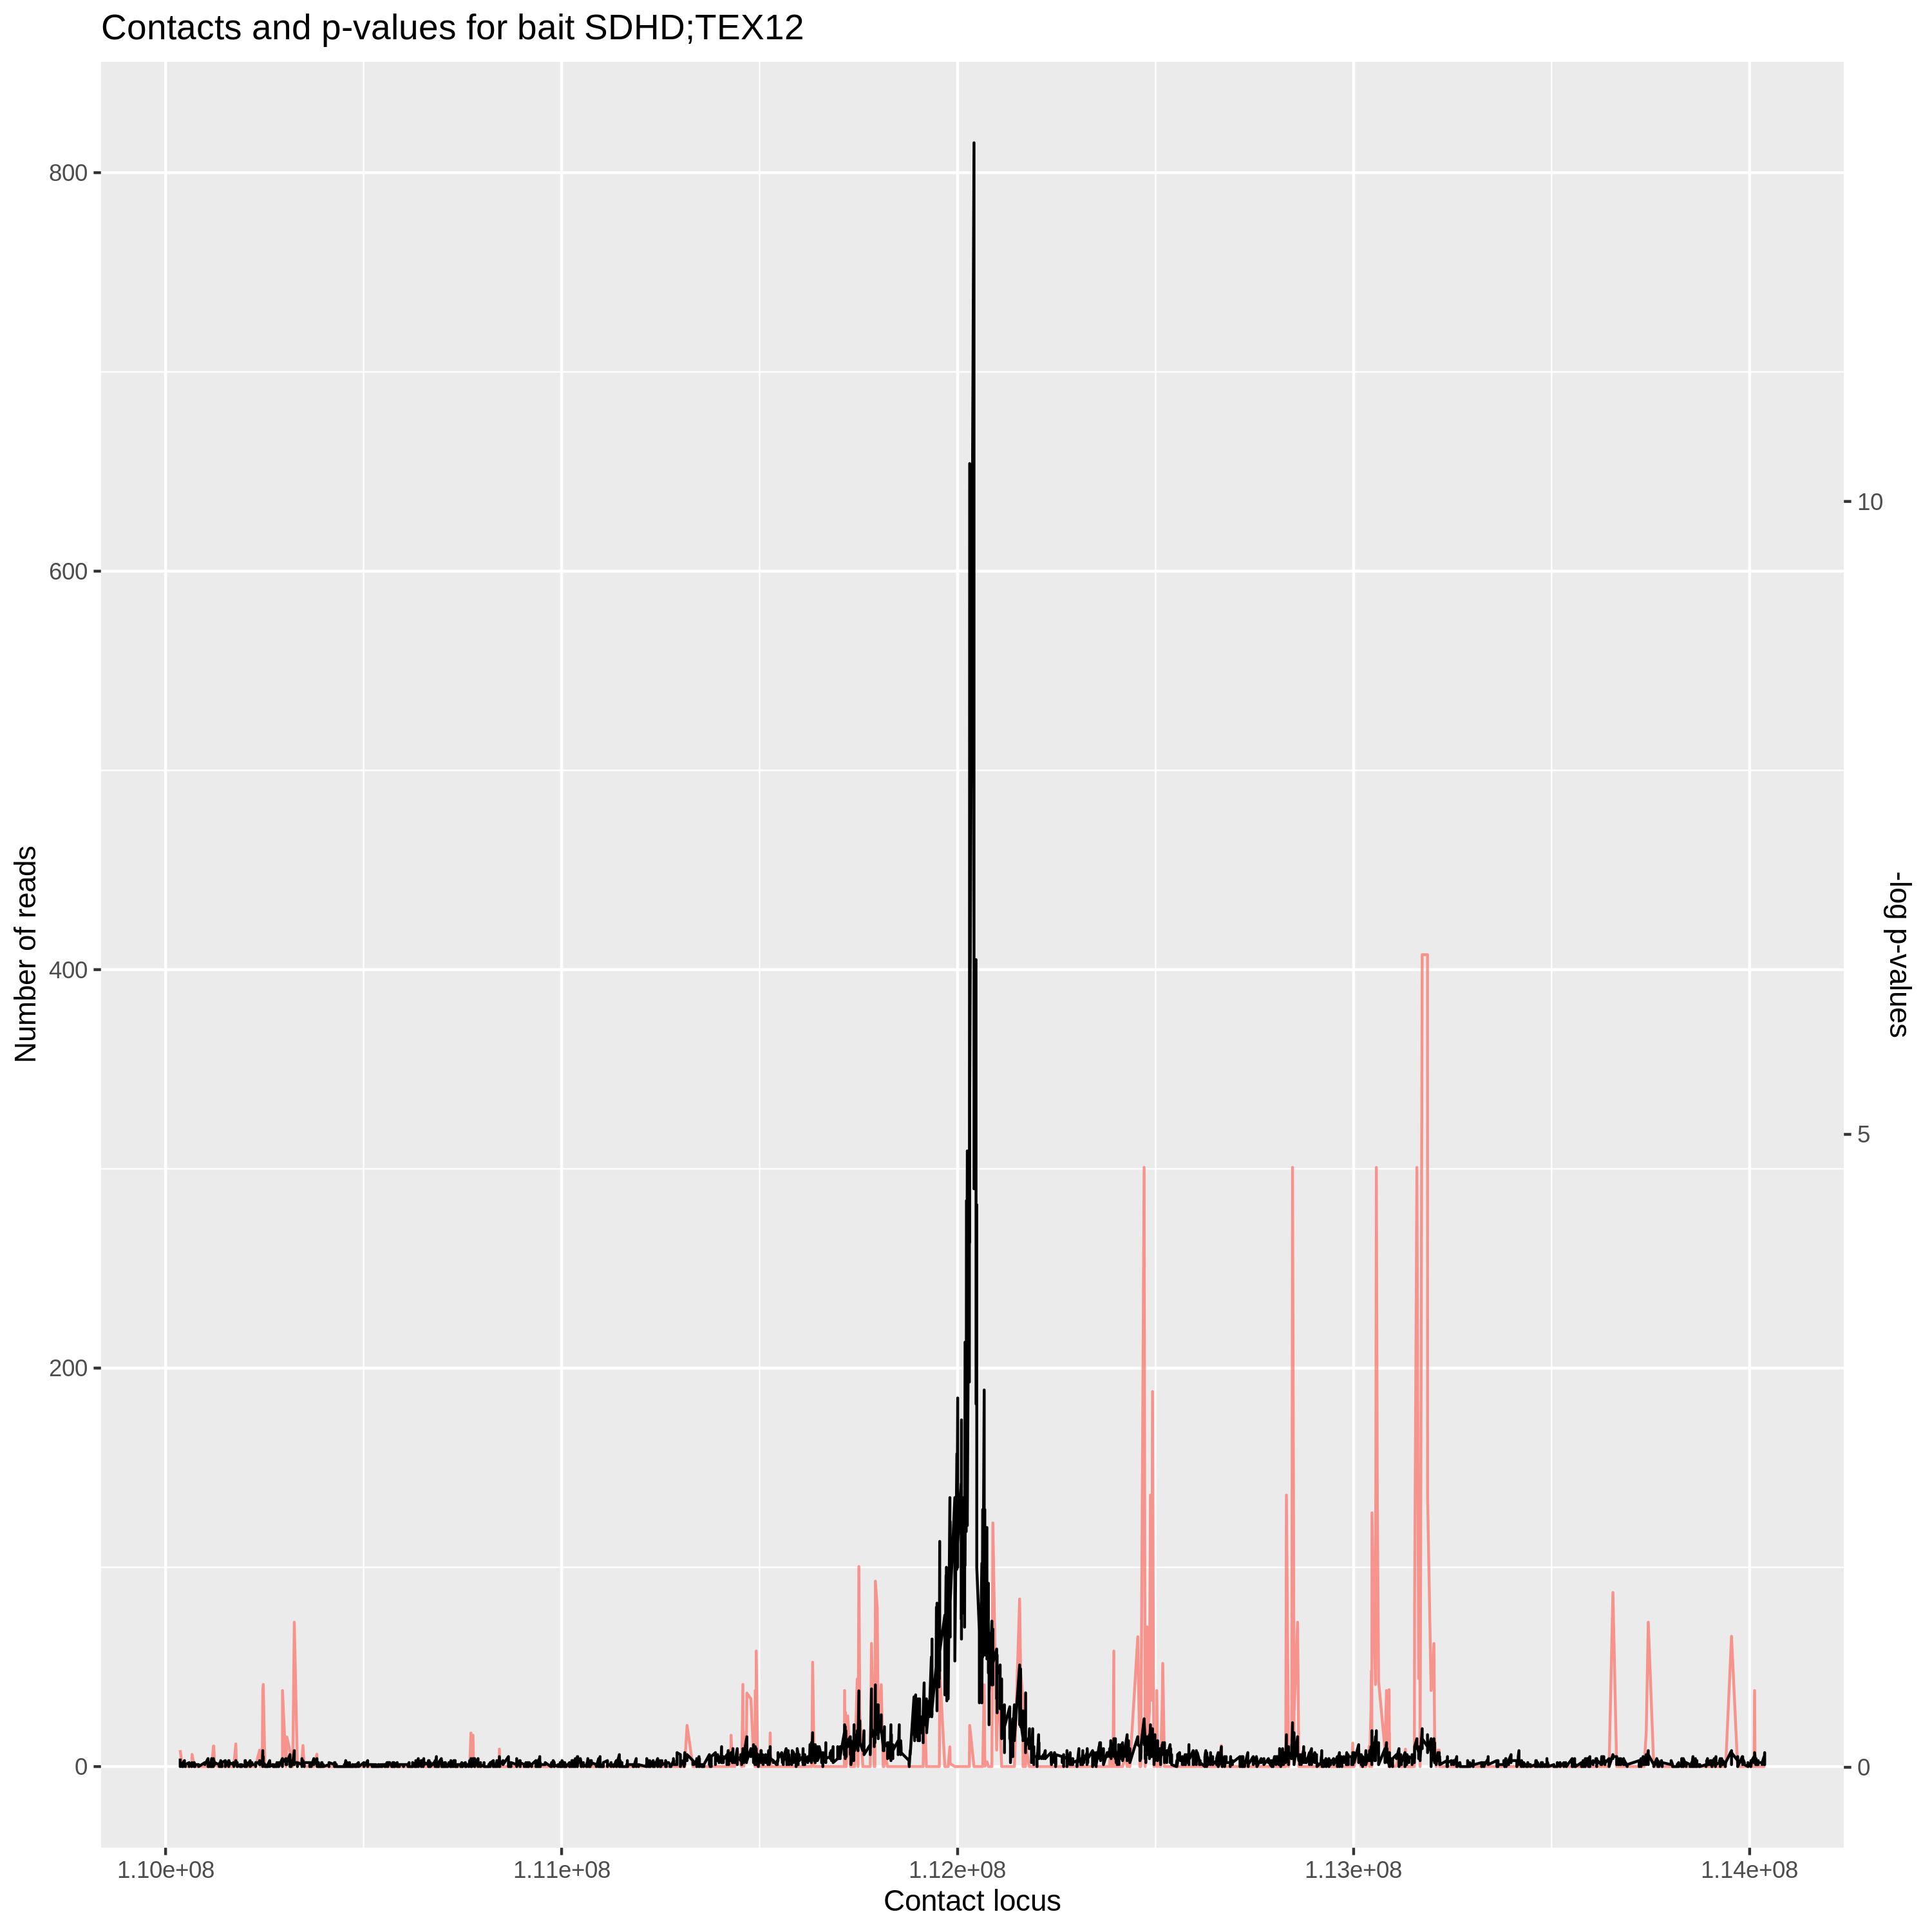 Contacts and p-values for bait SDHD;TEX12
800
600
400
200
0
Number of reads
10
5
0
-log p-values
1.10e+08
1.11e+08
1.12e+08
1.13e+08
1.14e+08
Contact locus